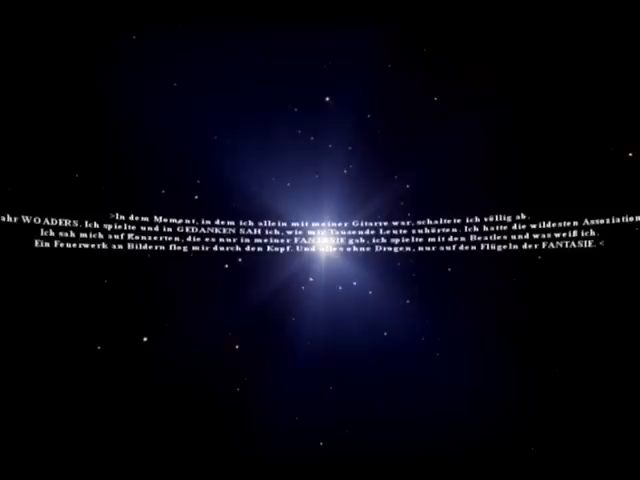 >In dem Moment, in dem ich allein mit meiner Gitarre war, schaltete ich völlig ab.
ahr WOADERS. Ich spielte und in GEDANKEN SAH ich, wie mir Tausende Leute zuhörten. Ich hatte die wildesten Assoziation
Ich sah mich auf Konzerten, die es nur in meiner FANTASIE gab, ich spielte mit den Beatles und was weiß ich.
Ein Feuerwerk an Bildern flog mir durch den Kopf. Und alles ohne Drogen, nur auf den Flügeln der FANTASIE. <